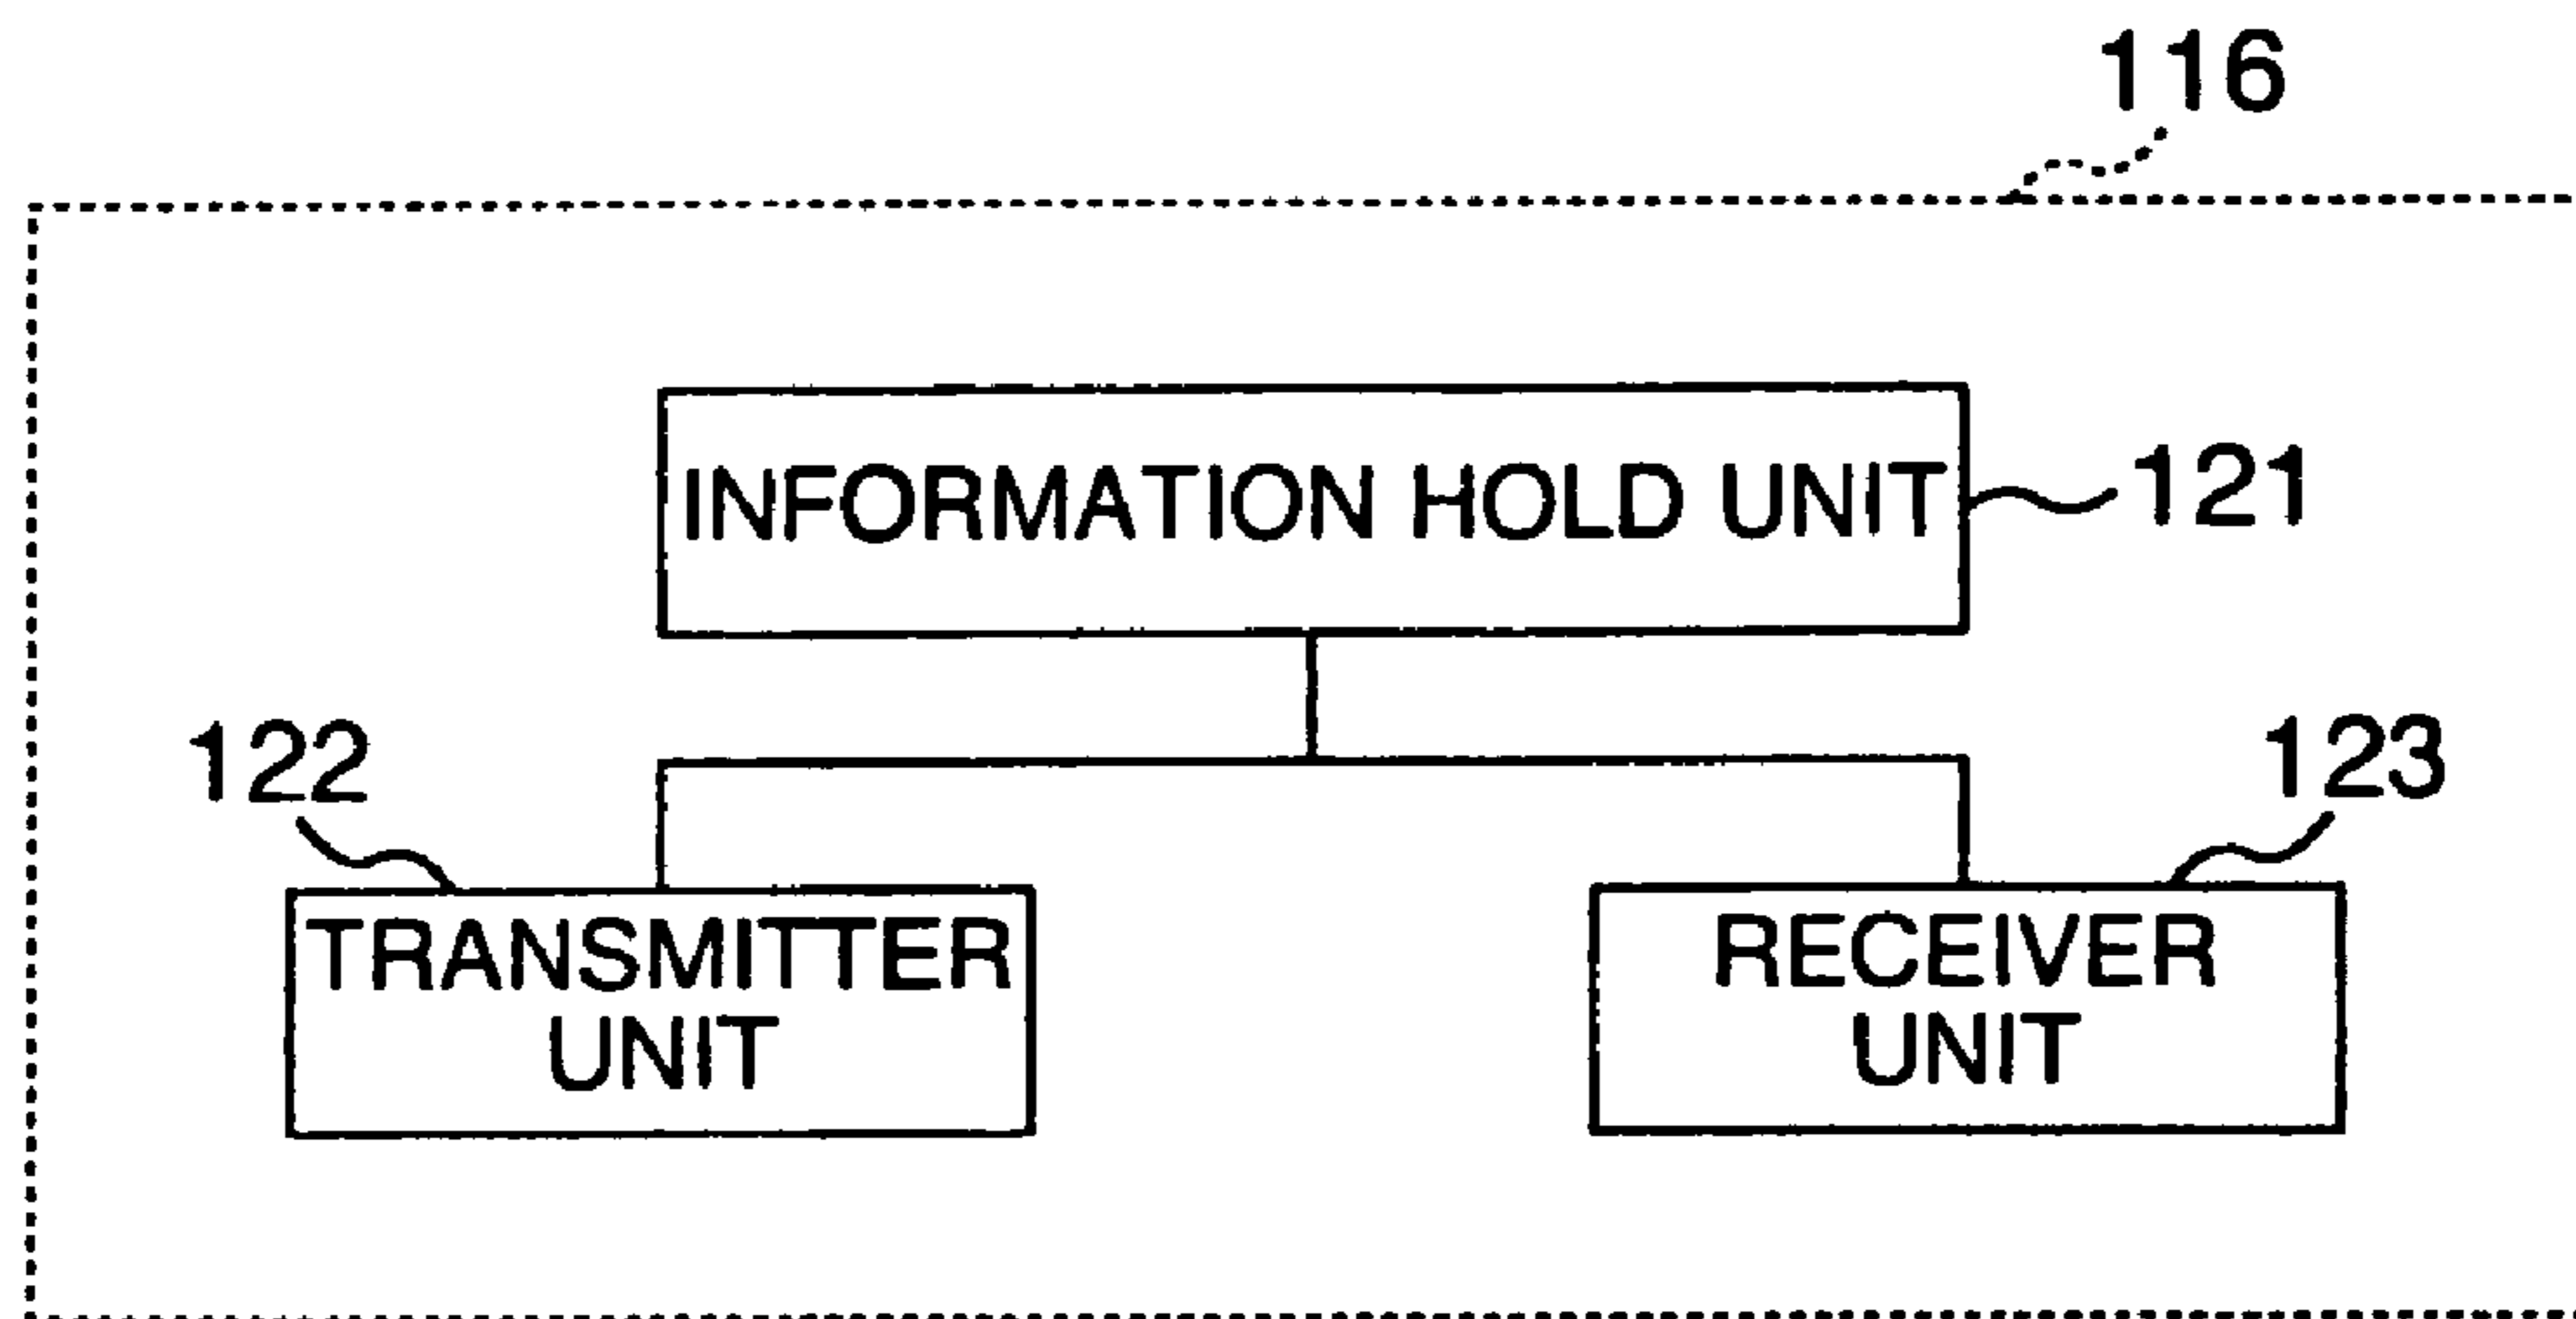 116
INFORMATION HOLD UNIT
121
122
123
TRANSMITTER
UNIT
RECEIVER
UNIT